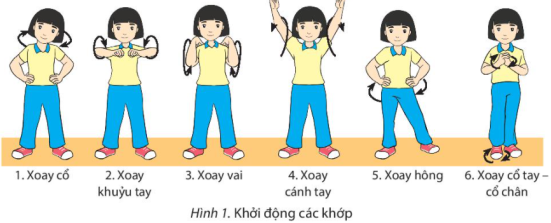 1. Xoay cổ
2. Xoay
khuỷu tay
3. Xoay vai
4. Xoay
cánh tay
5. Xoay hông
6. Xoay cổ tay –
cổ chân
Hình 1. Khởi động các khớp